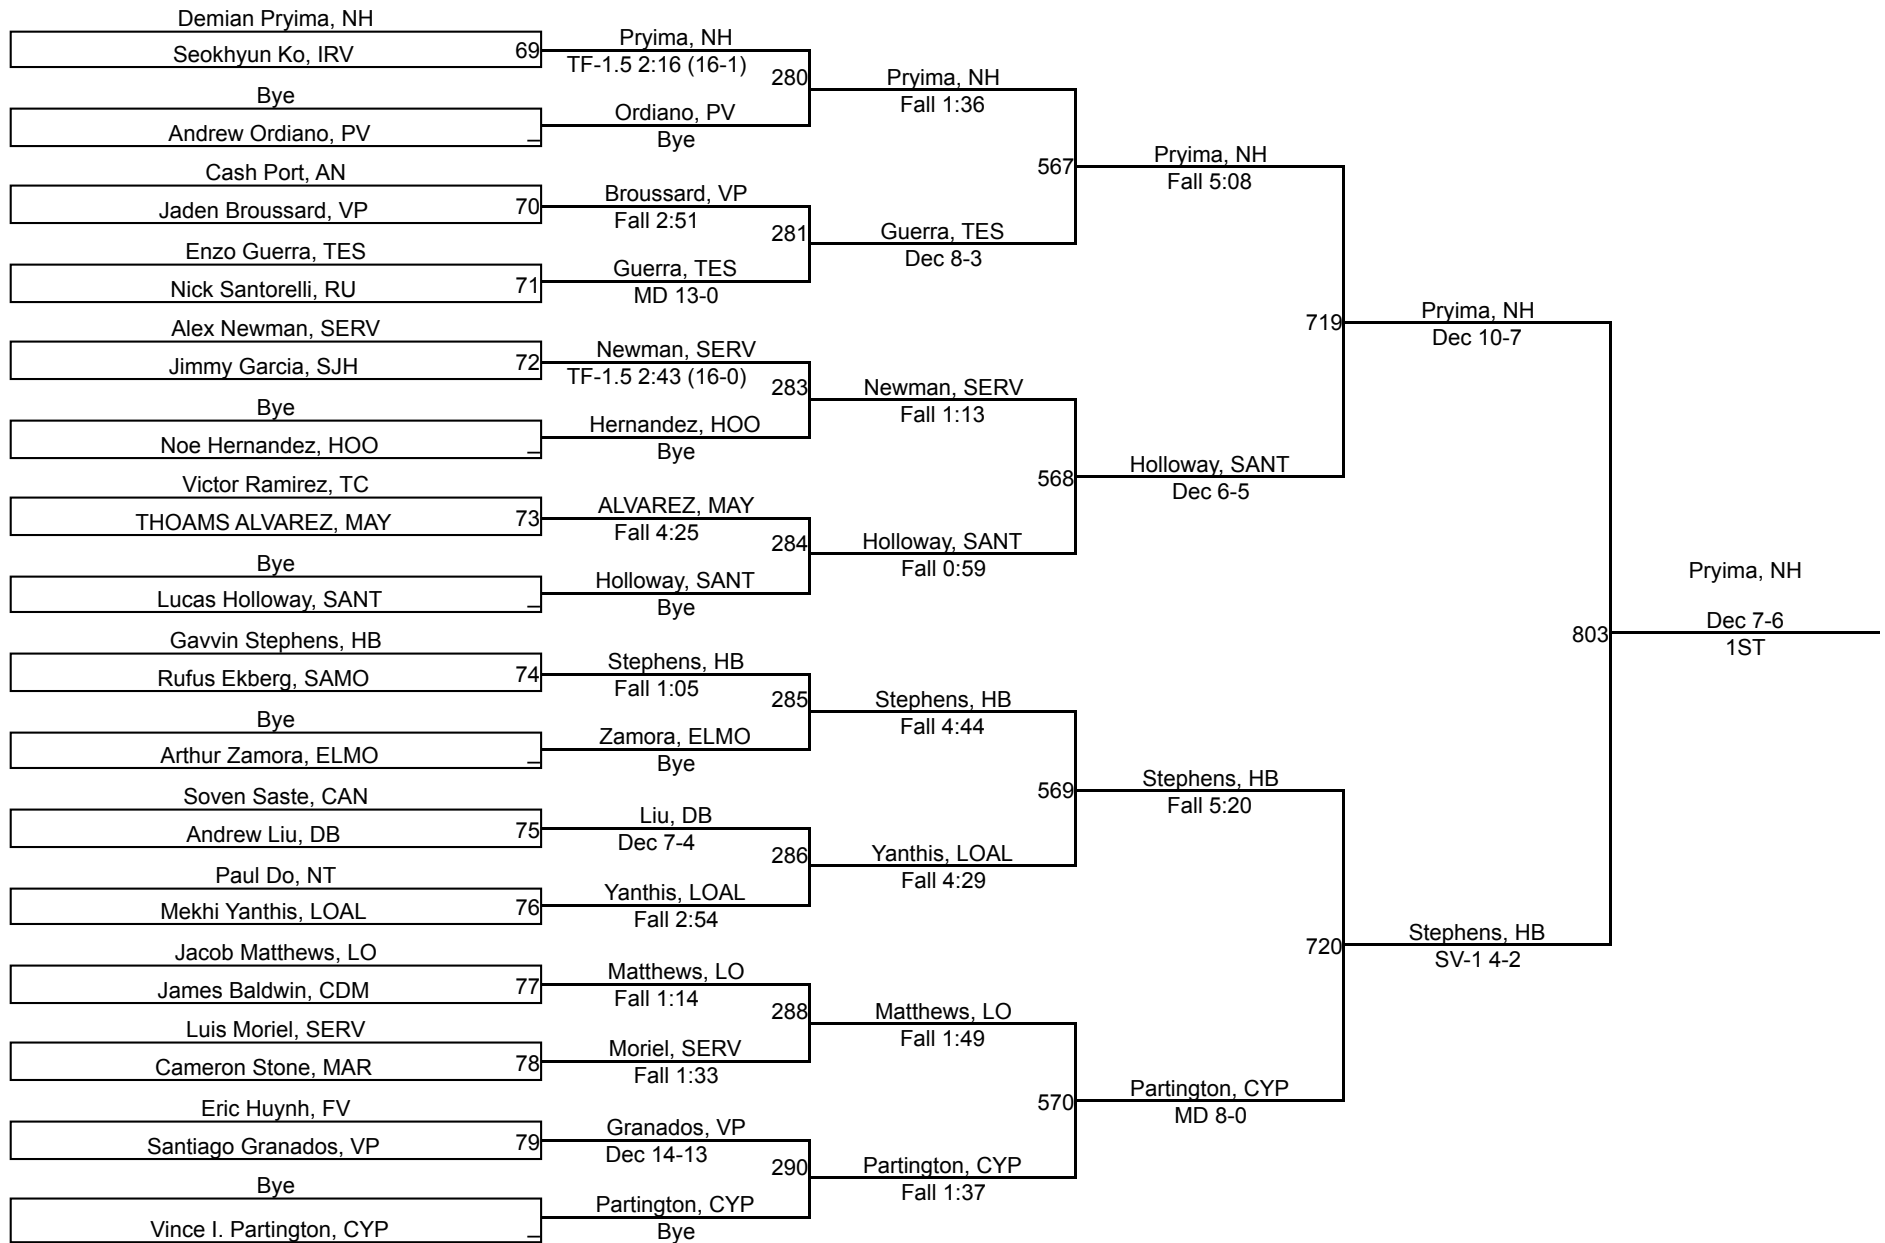 Demian Pryima, NH
Seokhyun Ko, IRV 69
Bye
Andrew Ordiano, PV _
Cash Port, AN
Jaden Broussard, VP 70
Enzo Guerra, TES
Nick Santorelli, RU 71
Alex Newman, SERV
Jimmy Garcia, SJH 72
Bye
Noe Hernandez, HOO _
Victor Ramirez, TC
THOAMS ALVAREZ, MAY 73
Bye
Lucas Holloway, SANT _
Gavvin Stephens, HB
Rufus Ekberg, SAMO 74
Bye
Arthur Zamora, ELMO _
Soven Saste, CAN
Andrew Liu, DB 75
Paul Do, NT
Mekhi Yanthis, LOAL 76
Jacob Matthews, LO
James Baldwin, CDM 77
Luis Moriel, SERV
Cameron Stone, MAR 78
Eric Huynh, FV
Santiago Granados, VP 79
Bye
Vince I. Partington, CYP _
Pryima, NH
TF-1.5 2:16 (16-1)
280
Ordiano, PV
Bye
Broussard, VP
Fall 2:51
281
Guerra, TES
MD 13-0
Newman, SERV
TF-1.5 2:43 (16-0)
283
Hernandez, HOO
Bye
ALVAREZ, MAY
Fall 4:25
284
Holloway, SANT
Bye
Stephens, HB
Fall 1:05
285
Zamora, ELMO
Bye
Liu, DB
Dec 7-4
286
Yanthis, LOAL
Fall 2:54
Matthews, LO
Fall 1:14
288
Moriel, SERV
Fall 1:33
Granados, VP
Dec 14-13
290
Partington, CYP
Bye
Pryima, NH
Fall 1:36
567
Guerra, TES
Dec 8-3
Newman, SERV
Fall 1:13
568
Holloway, SANT
Fall 0:59
Stephens, HB
Fall 4:44
569
Yanthis, LOAL
Fall 4:29
Matthews, LO
Fall 1:49
570
Partington, CYP
Fall 1:37
Pryima, NH
Fall 5:08
719
Holloway, SANT
Dec 6-5
Stephens, HB
Fall 5:20
720
Partington, CYP
MD 8-0
Pryima, NH
Dec 10-7
803
Stephens, HB
SV-1 4-2
Pryima, NH
Dec 7-6
1ST